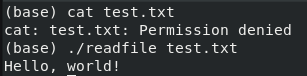 (base) cat test.txt
cat: test.txt: Permission denied
(base) ./readfile test.txt
Hello, world!